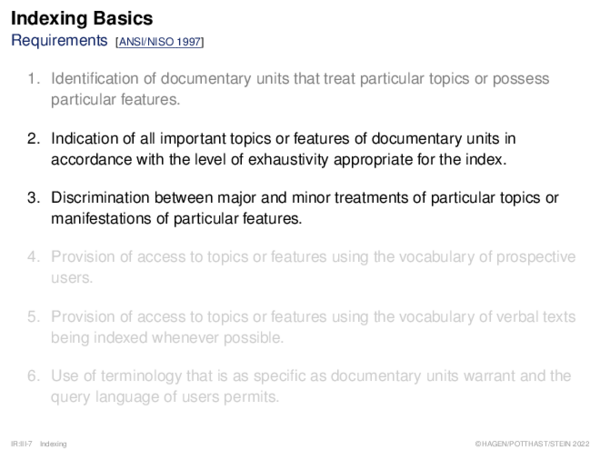 Indexing Basics
Requirements [ANSI/NISO 1997]
1. Identification of documentary units that treat particular topics or possess
particular features.
2. Indication of all important topics or features of documentary units in
accordance with the level of exhaustivity appropriate for the index.
3. Discrimination between major and minor treatments of particular topics or
manifestations of particular features.
4. Provision of access to topics or features using the vocabulary of prospective
users.
5. Provision of access to topics or features using the vocabulary of verbal texts
being indexed whenever possible.
6. Use of terminology that is as specific as documentary units warrant and the
query language of users permits.
IR:III-7 Indexing ©HAGEN/POTTHAST/STEIN 2022